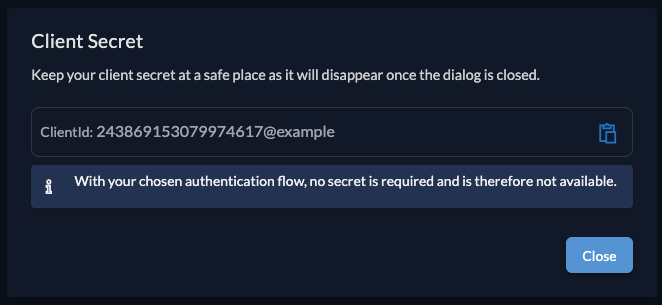 Client Secret
Keep your client secret at a safe place as it will disappear once the dialog is closed.
ClientId: 243869153079974617@example
With your chosen authentication flow, no secret is required and is therefore not available.
Close